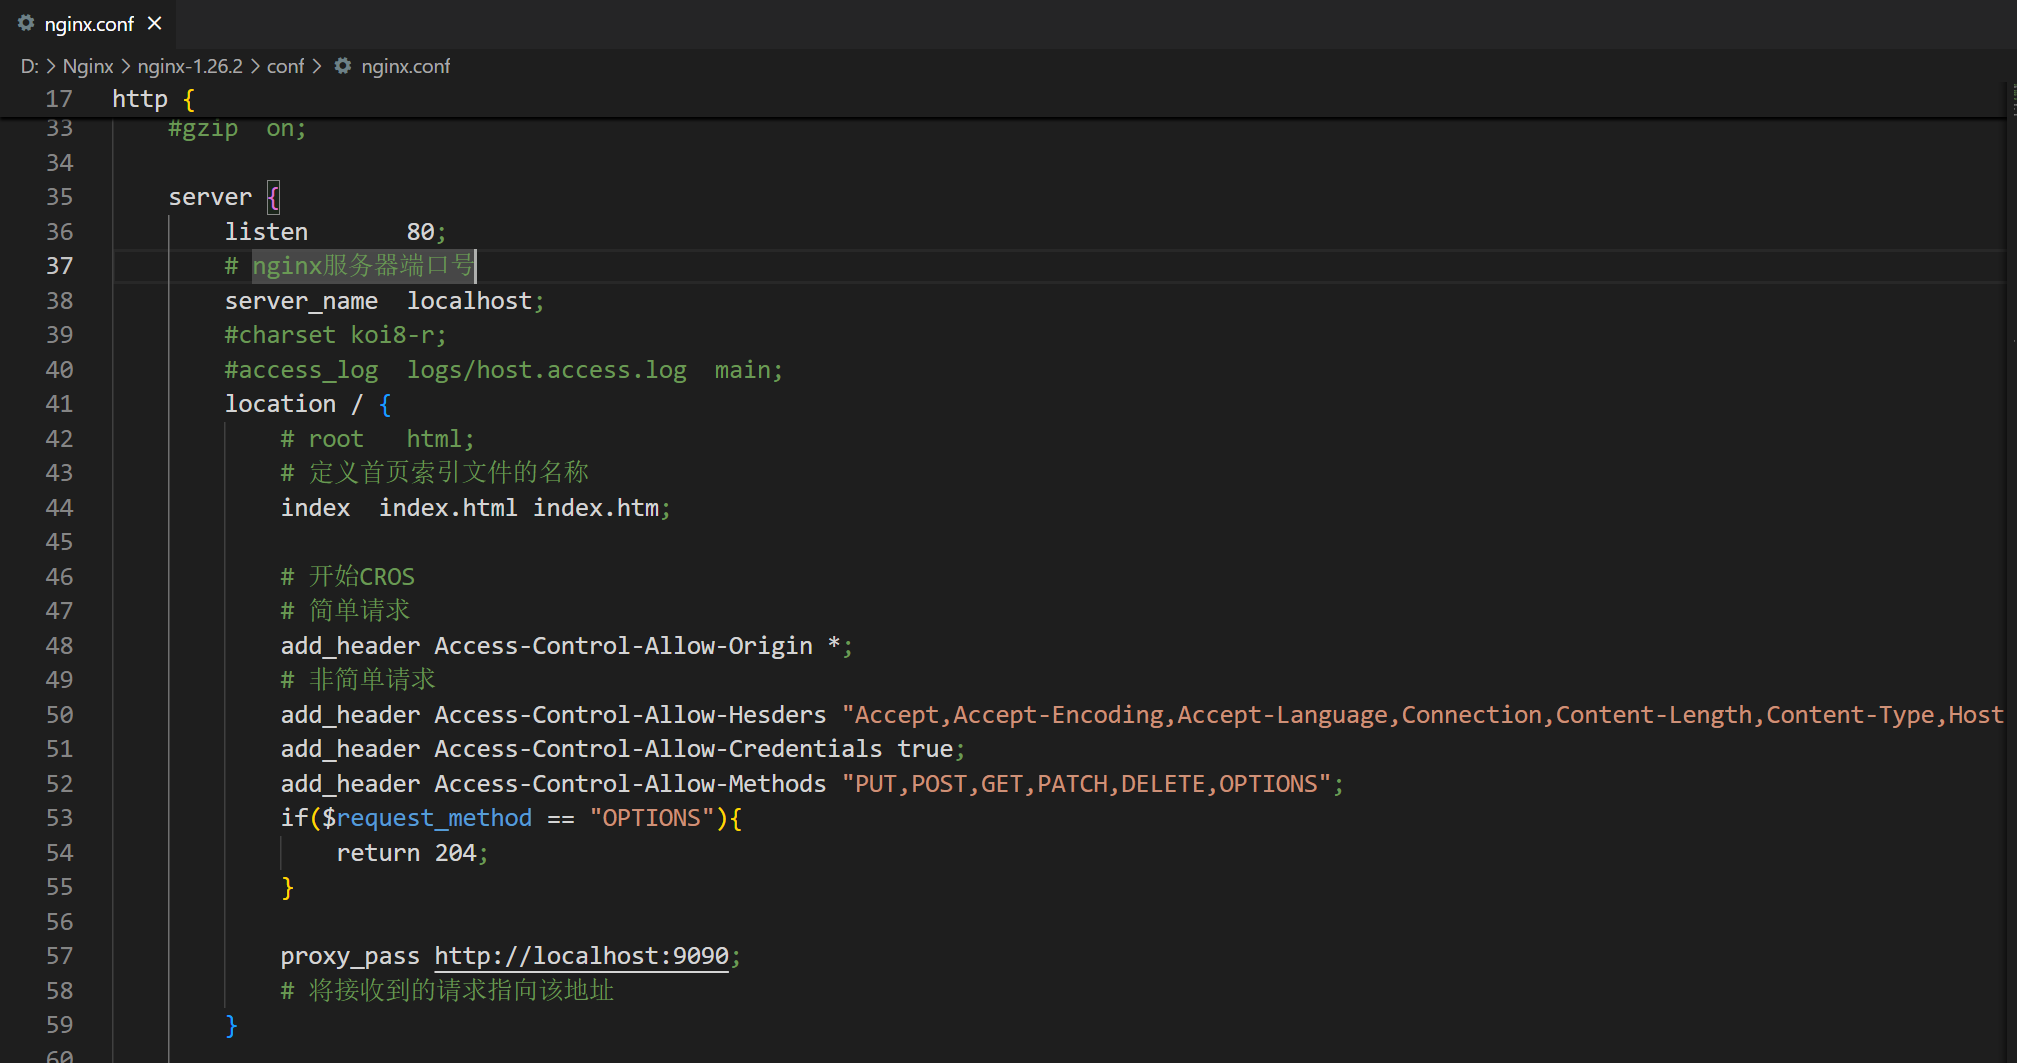 nginx.conf
D: > Nginx > nginx-1.26.2 > conf > nginx.conf
17 http {
33 #gzip  on;
34
35 server {
36 listen       80;
37 # nginx服务器端口号
38 server_name  localhost;
39 #charset koi8-r;
40 #access_log  logs/host.access.log  main;
41 location / {
42 # root   html;
43 # 定义首页索引文件的名称
44 index  index.html index.htm;
45
46 # 开始CROS
47 # 简单请求
48 add_header Access-Control-Allow-Origin *;
49 # 非简单请求
50 add_header Access-Control-Allow-Hesders "Accept,Accept-Encoding,Accept-Language,Connection,Content-Length,Content-Type,Host
51 add_header Access-Control-Allow-Credentials true;
52 add_header Access-Control-Allow-Methods "PUT,POST,GET,PATCH,DELETE,OPTIONS";
53 if($request_method == "OPTIONS"){
54 return 204;
55 }
56
57 proxy_pass http://localhost:9090;
58 # 将接收到的请求指向该地址
59 }
60